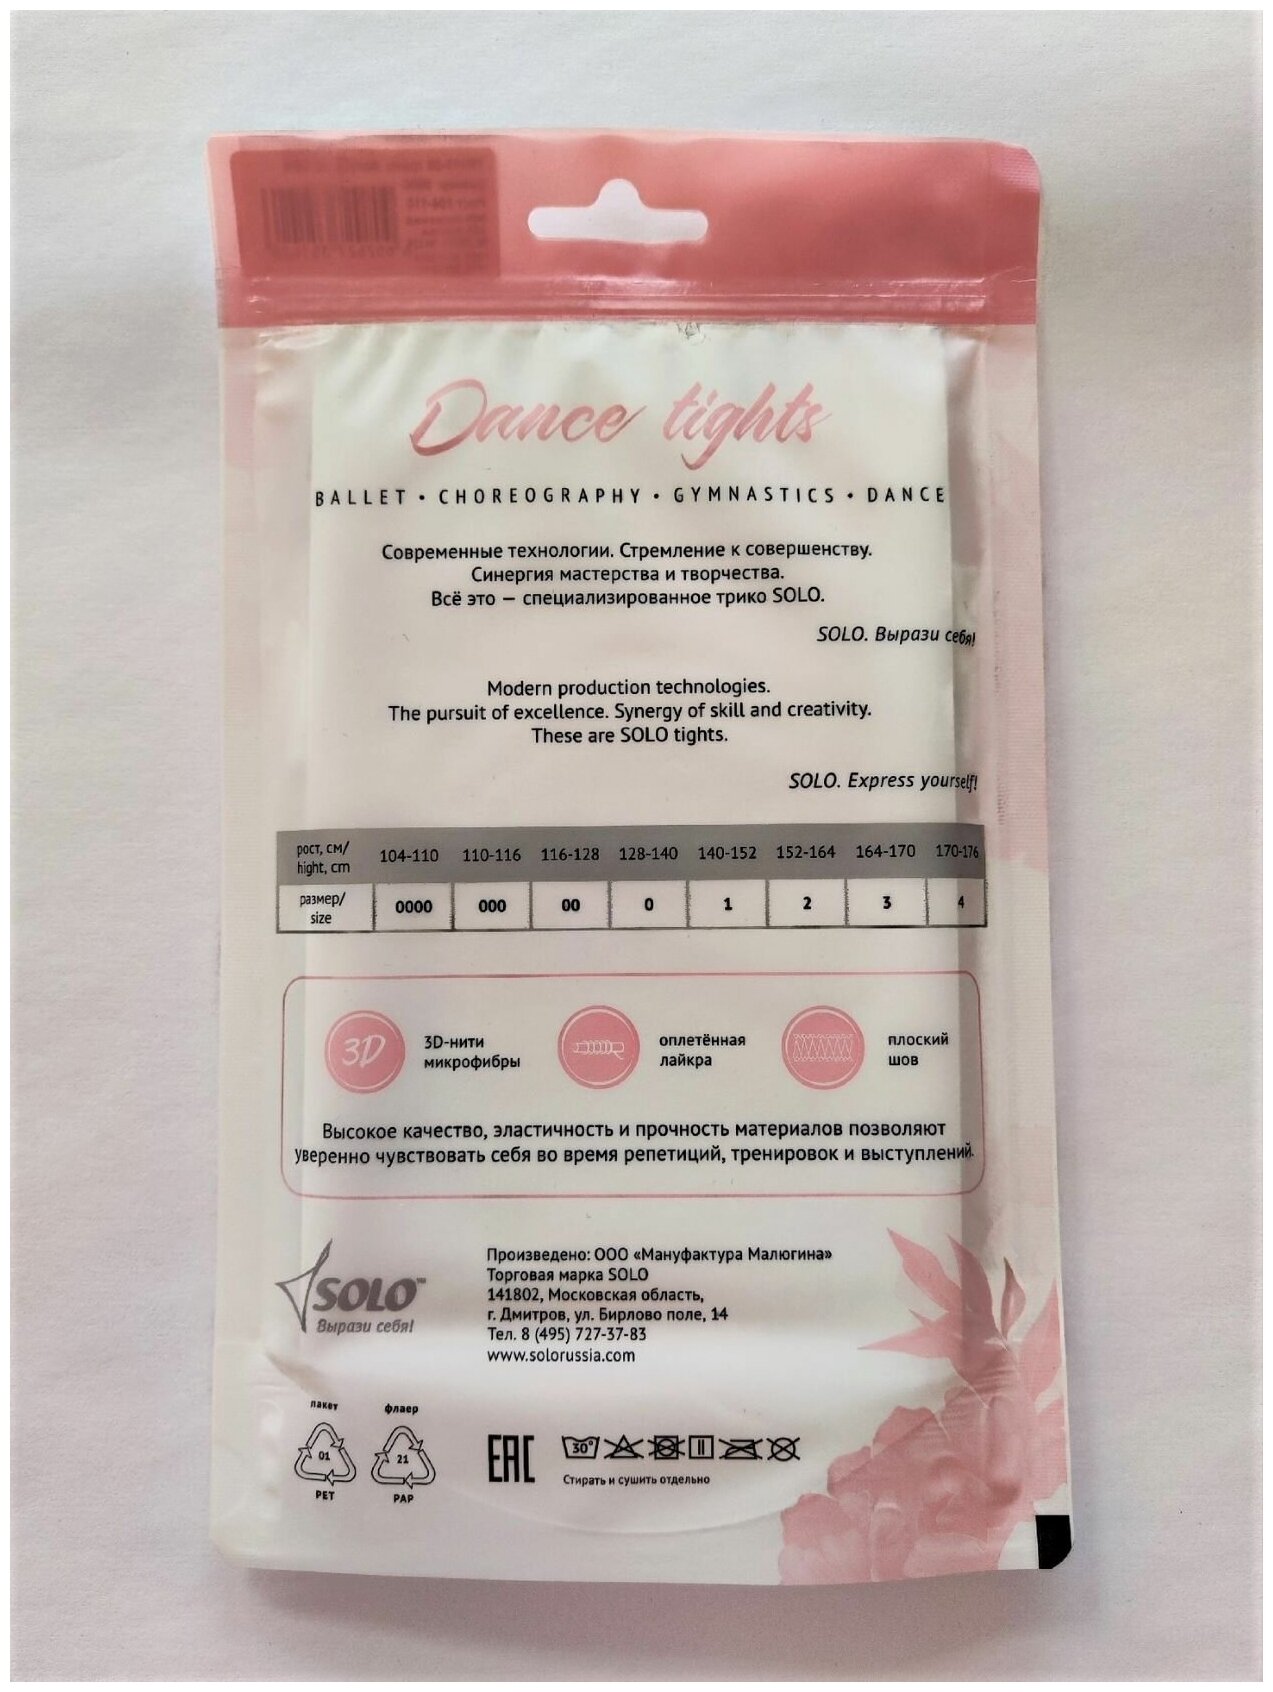 Dance tights
BALLET • CHOREOGRAPHY • GYMNASTICS • DANCE
Современные технологии. Стремление к совершенству.
Синергия мастерства и творчества.
Всё это — специализированное трико SOLO.
SOLO. Вырази себя!
Modern production technologies.
The pursuit of excellence. Synergy of skill and creativity.
These are SOLO tights.
SOLO. Express yourself!
рост, см/ 104-110 110-116 116-128 128-140 140-152 152-164 164-170 170-176
hight, cm
размер/ 0000 000 00 0 1 2 3 4
size
3D
3D-нити
микрофибры
оплетённая
лайкра
плоский
шов
Высокое качество, эластичность и прочность материалов позволяют
уверенно чувствовать себя во время репетиций, тренировок и выступлений.
SOLO™
Вырази себя!
Произведено: ООО «Мануфактура Малюгина»
Торговая марка SOLO
141802, Московская область,
г. Дмитров, ул. Бирлово поле, 14
Тел. 8 (495) 727-37-83
www.solorussia.com
пакет
01
PET
флаер
21
PAP
EAC
30°
Стирать и сушить отдельно